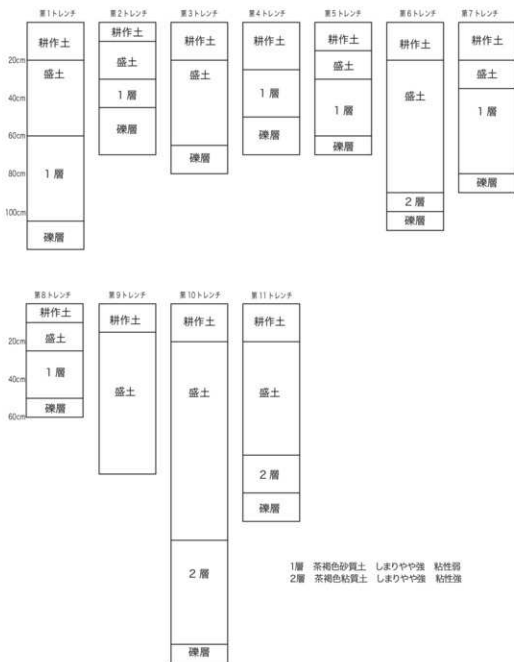 第1トレンチ 第2トレンチ 第3トレンチ 第4トレンチ 第5トレンチ 第6トレンチ 第7トレンチ
耕作土
盛土
1層
礫層
耕作土
盛土
1層
礫層
耕作土
盛土
礫層
耕作土
1層
礫層
耕作土
盛土
1層
礫層
耕作土
盛土
2層
礫層
耕作土
盛土
1層
礫層
20cm
40cm
60cm
80cm
100cm
第8トレンチ 第9トレンチ 第10トレンチ 第11トレンチ
耕作土
盛土
1層
礫層
耕作土
盛土
耕作土
盛土
2層
礫層
耕作土
盛土
2層
礫層
20cm
40cm
60cm
1層 茶褐色砂質土 しまりやや強 粘性弱
2層 茶褐色粘質土 しまりやや強 粘性強